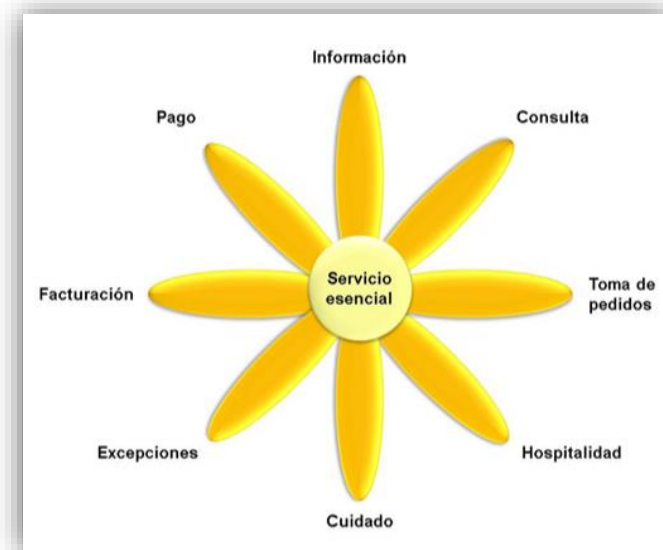 Información
Pago
Consulta
Servicio
esencial
Facturación
Toma de
pedidos
Excepciones
Hospitalidad
Cuidado